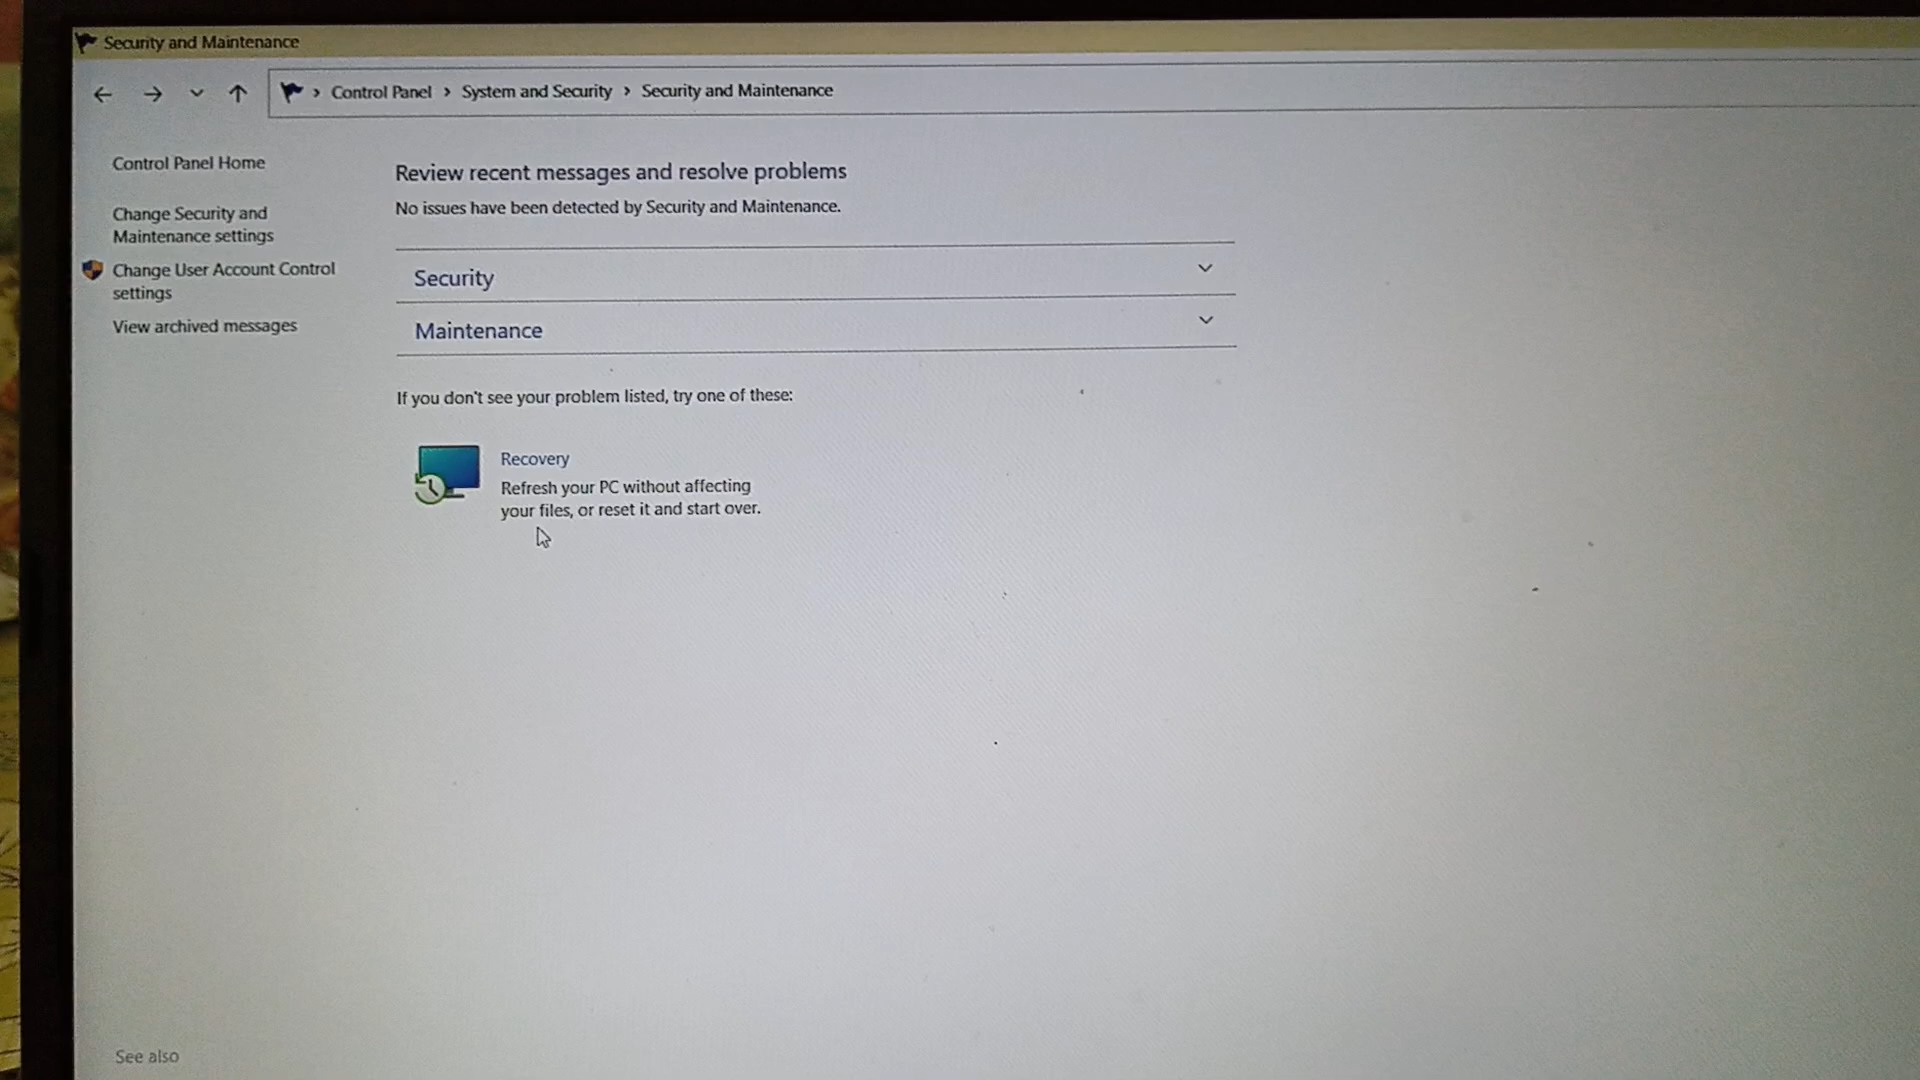 Security and Maintenance
Control Panel › System and Security › Security and Maintenance
Control Panel Home
Change Security and
Maintenance settings
Change User Account Control
settings
View archived messages
Review recent messages and resolve problems
No issues have been detected by Security and Maintenance.
Security
Maintenance
If you don't see your problem listed, try one of these:
Recovery
Refresh your PC without affecting
your files, or reset it and start over.
See also